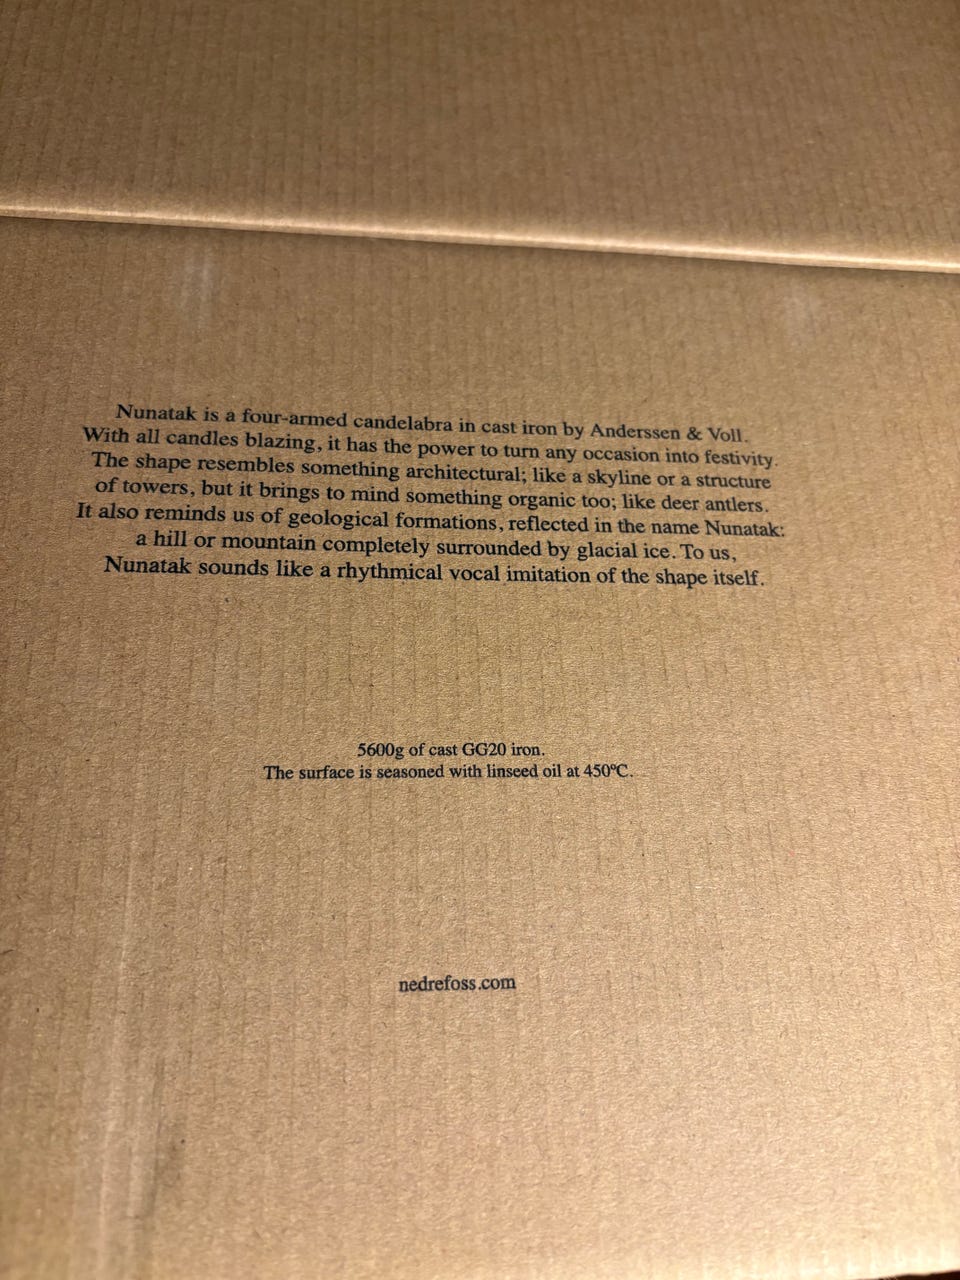 Nunatak is a four-armed candelabra in cast iron by Anderssen & Voll.
With all candles blazing, it has the power to turn any occasion into festivity.
The shape resembles something architectural; like a skyline or a structure
of towers, but it brings to mind something organic too; like deer antlers.
It also reminds us of geological formations, reflected in the name Nunatak:
a hill or mountain completely surrounded by glacial ice. To us,
Nunatak sounds like a rhythmical vocal imitation of the shape itself.
5600g of cast GG20 iron.
The surface is seasoned with linseed oil at 450°C.
nedrefoss.com